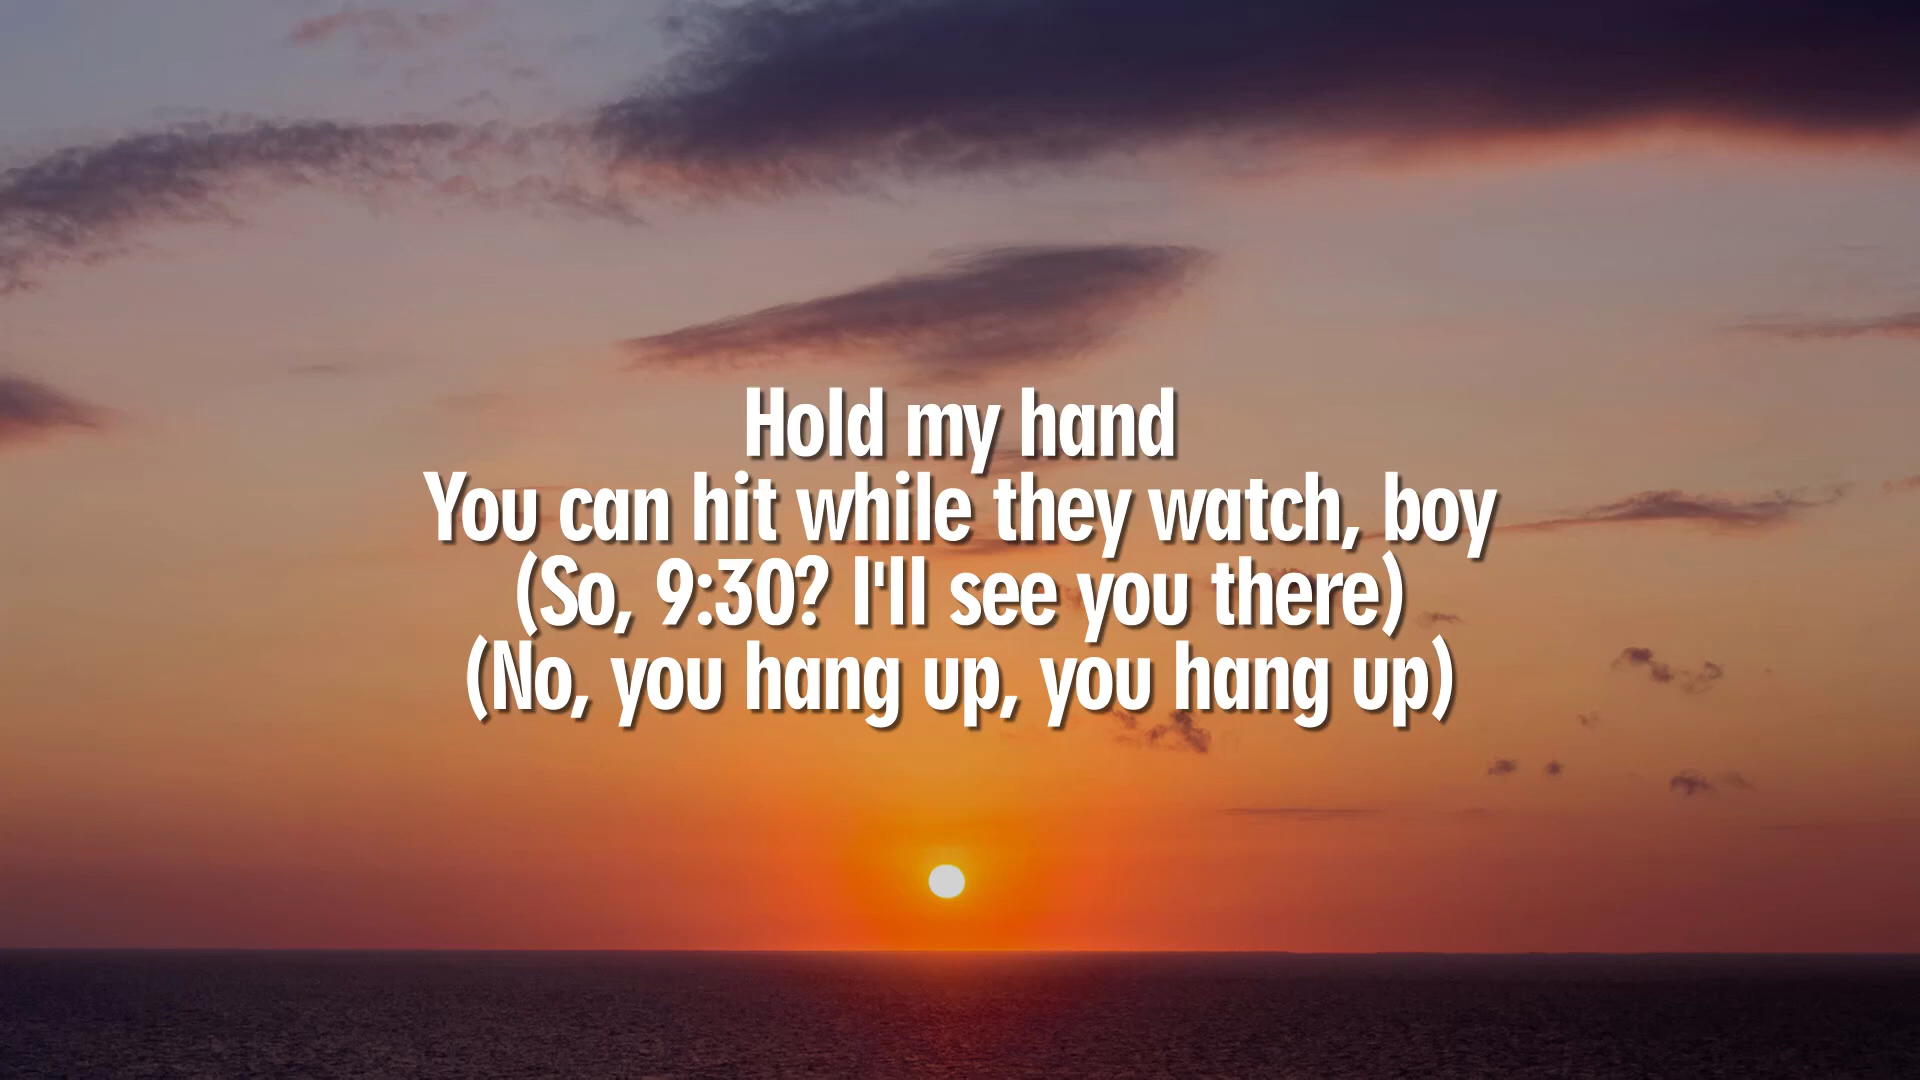 Hold my hand
You can hit while they watch, boy
(So, 9:30? I'll see you there)
(No, you hang up, you hang up)